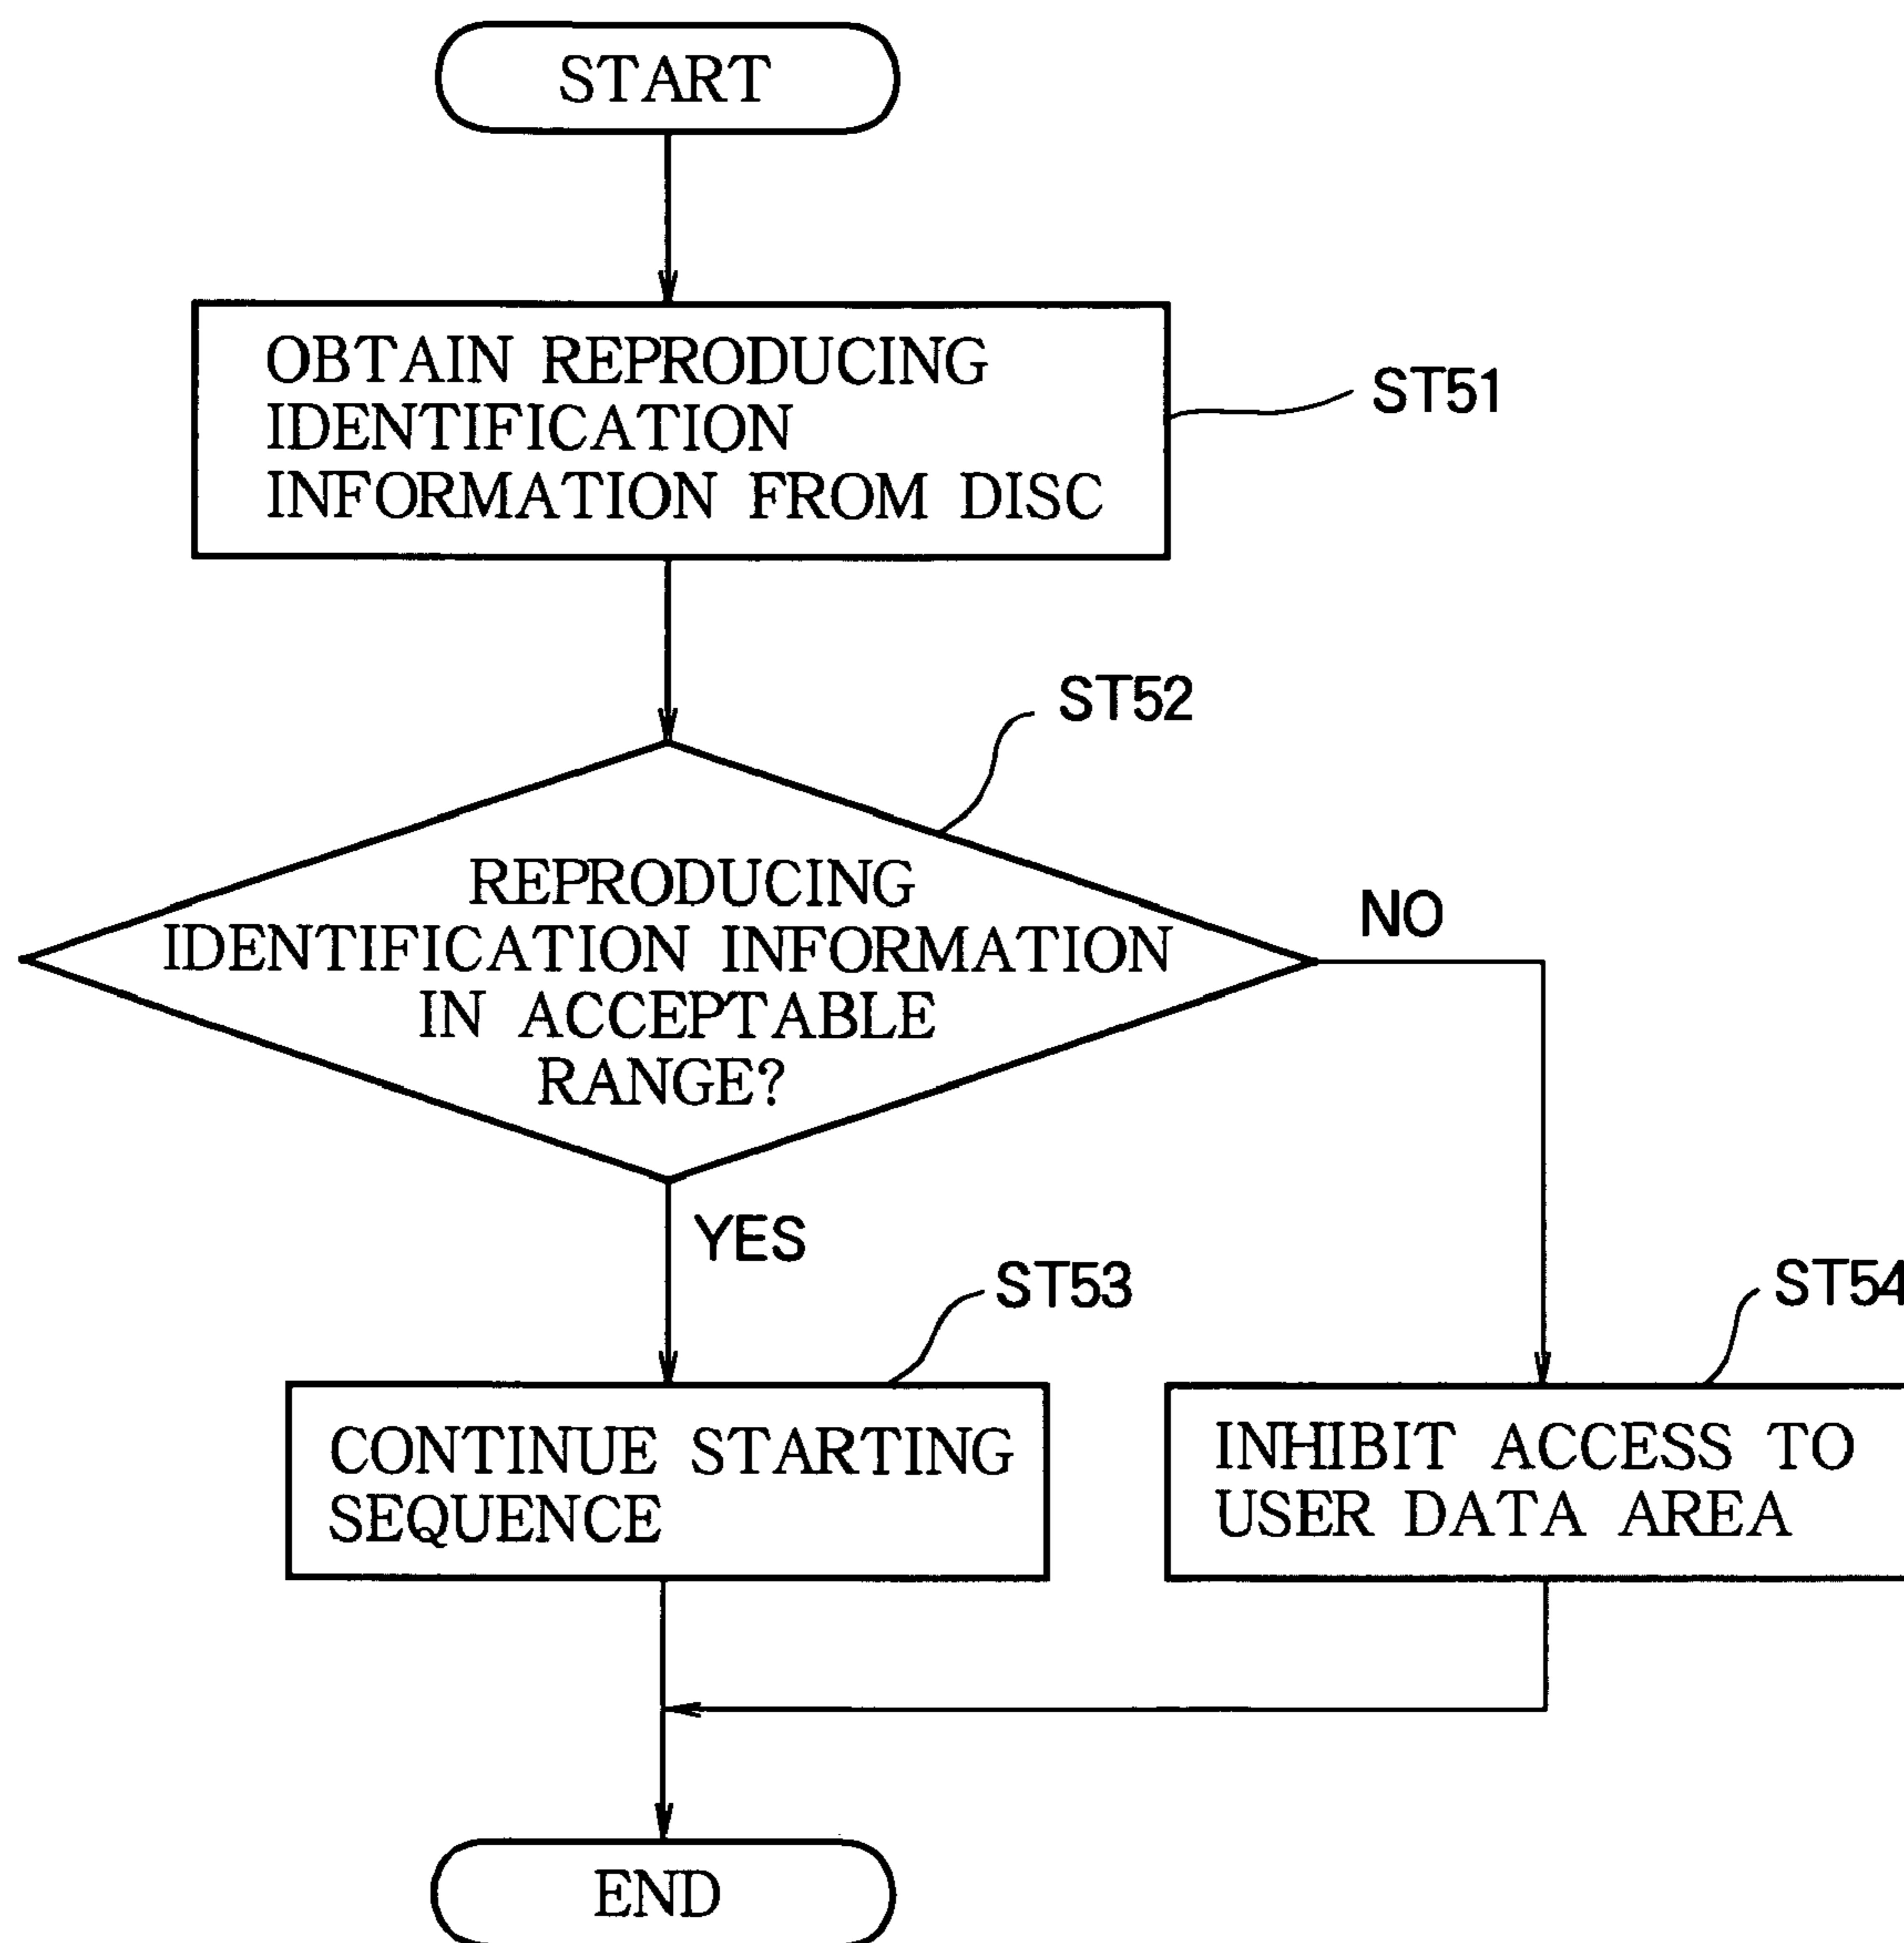 START
OBTAIN REPRODUCING
IDENTIFICATION
INFORMATION FROM DISC
ST51
ST52
REPRODUCING
IDENTIFICATION INFORMATION
IN ACCEPTABLE
RANGE?
NO
YES
ST53
ST54
CONTINUE STARTING
SEQUENCE
INHIBIT ACCESS TO
USER DATA AREA
END